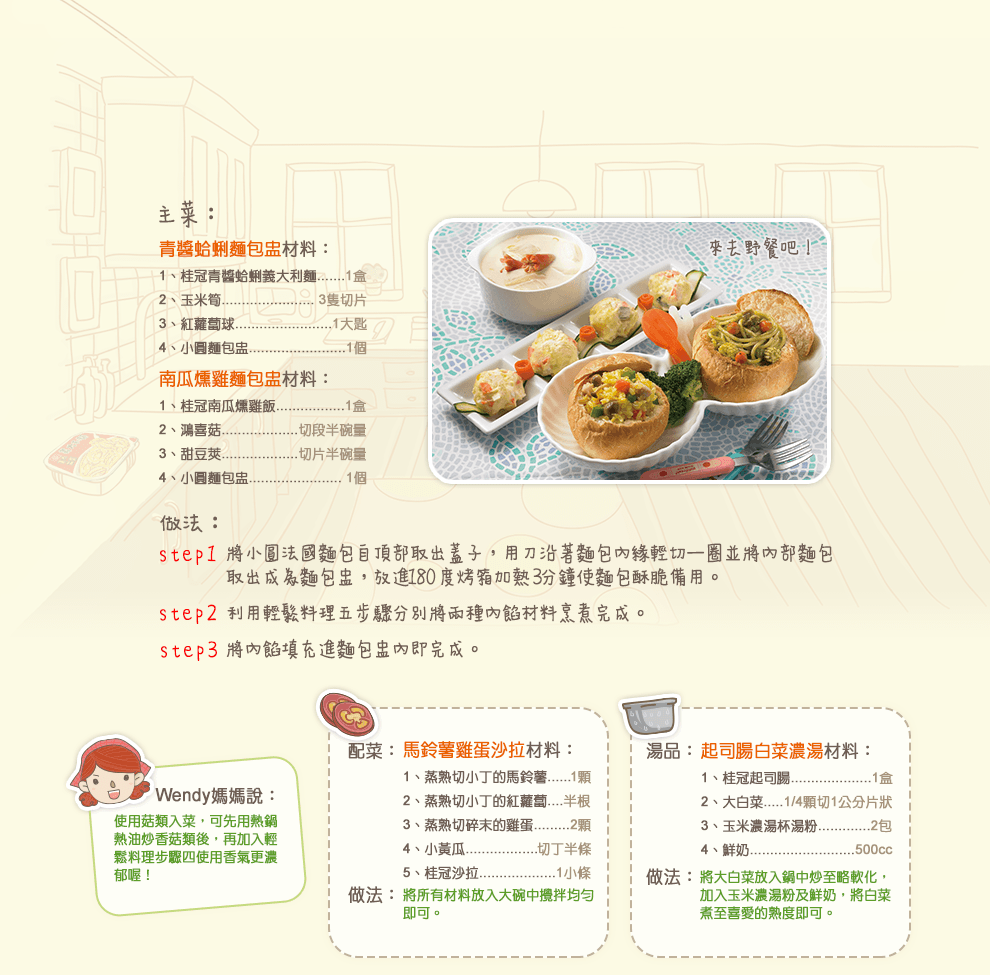 主菜：
青醬蛤蜊麵包盅材料：
1、桂冠青醬蛤蜊義大利麵.......1盒
2、玉米筍....................... 3隻切片
3、紅蘿蔔球........................1大匙
4、小圓麵包盅........................1個
南瓜燻雞麵包盅材料：
1、桂冠南瓜燻雞飯.................1盒
2、鴻喜菇...................切段半碗量
3、甜豆莢...................切片半碗量
4、小圓麵包盅....................... 1個
來去野餐吧！
做法：
step1 將小圓法國麵包自頂部取出蓋子，用刀沿著麵包內緣輕切一圈並將內部麵包
取出成為麵包盅，放進180度烤箱加熱3分鐘使麵包酥脆備用。
step2 利用輕鬆料理五步驟分別將兩種內餡材料烹煮完成。
step3 將內餡填充進麵包盅內即完成。
Wendy媽媽說：
使用菇類入菜，可先用熱鍋
熱油炒香菇類後，再加入輕
鬆料理步驟四使用香氣更濃
郁喔！
配菜：馬鈴薯雞蛋沙拉材料：
1、蒸熟切小丁的馬鈴薯......1顆
2、蒸熟切小丁的紅蘿蔔....半根
3、蒸熟切碎末的雞蛋.........2顆
4、小黃瓜..................切丁半條
5、桂冠沙拉...................1小條
做法：將所有材料放入大碗中攪拌均勻
即可。
湯品：起司腸白菜濃湯材料：
1、桂冠起司腸....................1盒
2、大白菜.....1/4顆切1公分片狀
3、玉米濃湯杯湯粉.............2包
4、鮮奶..........................500cc
做法：將大白菜放入鍋中炒至略軟化，
加入玉米濃湯粉及鮮奶，將白菜
煮至喜愛的熟度即可。